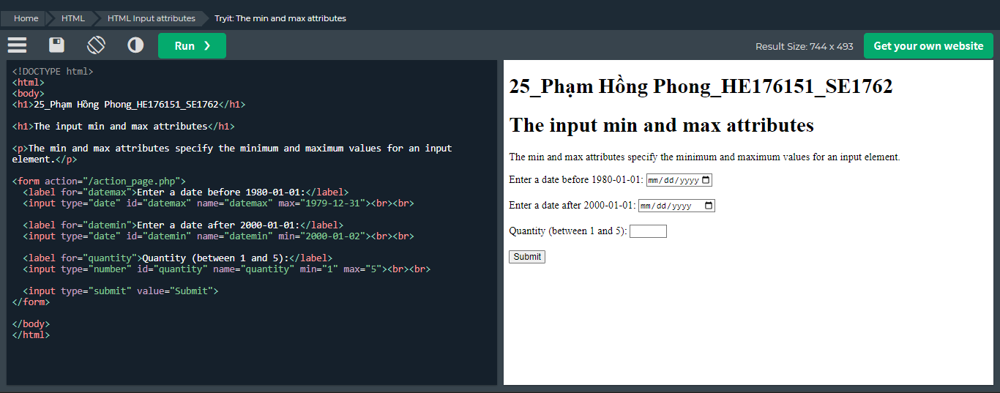 Home HTML HTML Input attributes Tryit: The min and max attributes
Run ❯ Result Size: 744 x 493 Get your own website
<!DOCTYPE html>
<html>
<body>
<h1>25_Phạm Hồng Phong_HE176151_SE1762</h1>
<h1>The input min and max attributes</h1>
<p>The min and max attributes specify the minimum and maximum values for an input
element.</p>
<form action="/action_page.php">
<label for="datemax">Enter a date before 1980-01-01:</label>
<input type="date" id="datemax" name="datemax" max="1979-12-31"><br><br>
<label for="datemin">Enter a date after 2000-01-01:</label>
<input type="date" id="datemin" name="datemin" min="2000-01-02"><br><br>
<label for="quantity">Quantity (between 1 and 5):</label>
<input type="number" id="quantity" name="quantity" min="1" max="5"><br><br>
<input type="submit" value="Submit">
</form>
</body>
</html>
25_Phạm Hồng Phong_HE176151_SE1762
The input min and max attributes
The min and max attributes specify the minimum and maximum values for an input element.
Enter a date before 1980-01-01: mm/dd/yyyy
Enter a date after 2000-01-01: mm/dd/yyyy
Quantity (between 1 and 5):
Submit